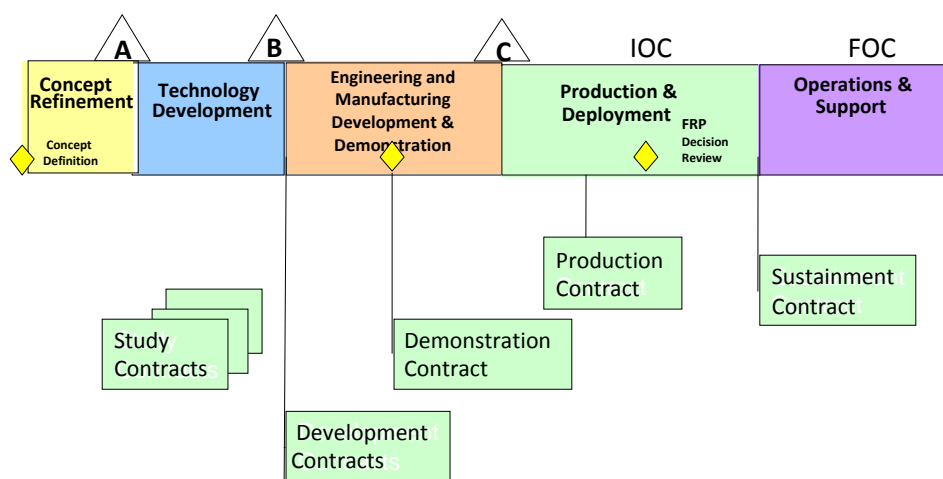 A
B
C
IOC
FOC
Concept
Refinement
Technology
Development
Engineering and
Manufacturing
Development &
Demonstration
Production &
Deployment
Operations &
Support
Concept
Definition
FRP
Decision
Review
Production
Contract
Sustainment
Contract
Study
Contracts
Demonstration
Contract
Development
Contracts